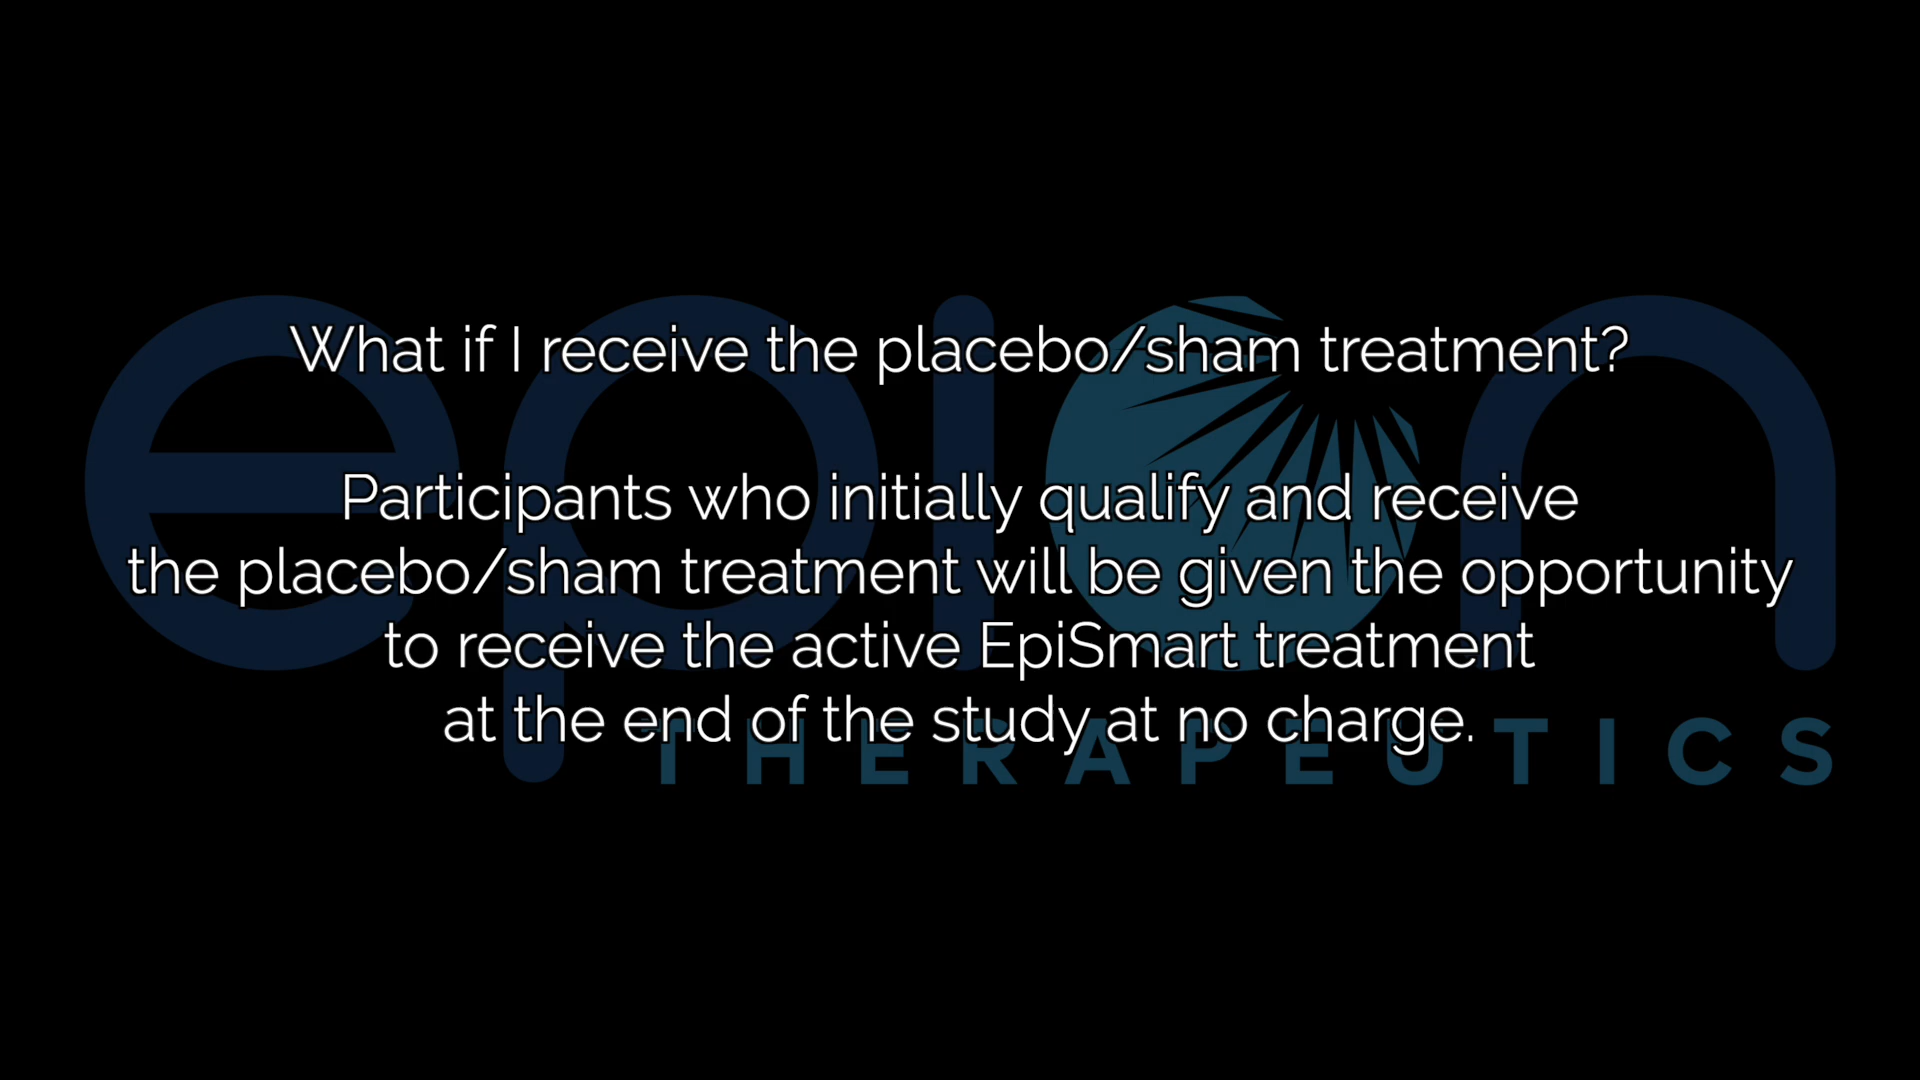 What if I receive the placebo/sham treatment?
Participants who initially qualify and receive
the placebo/sham treatment will be given the opportunity
to receive the active EpiSmart treatment
at the end of the study at no charge.
epion
THERAPEUTICS